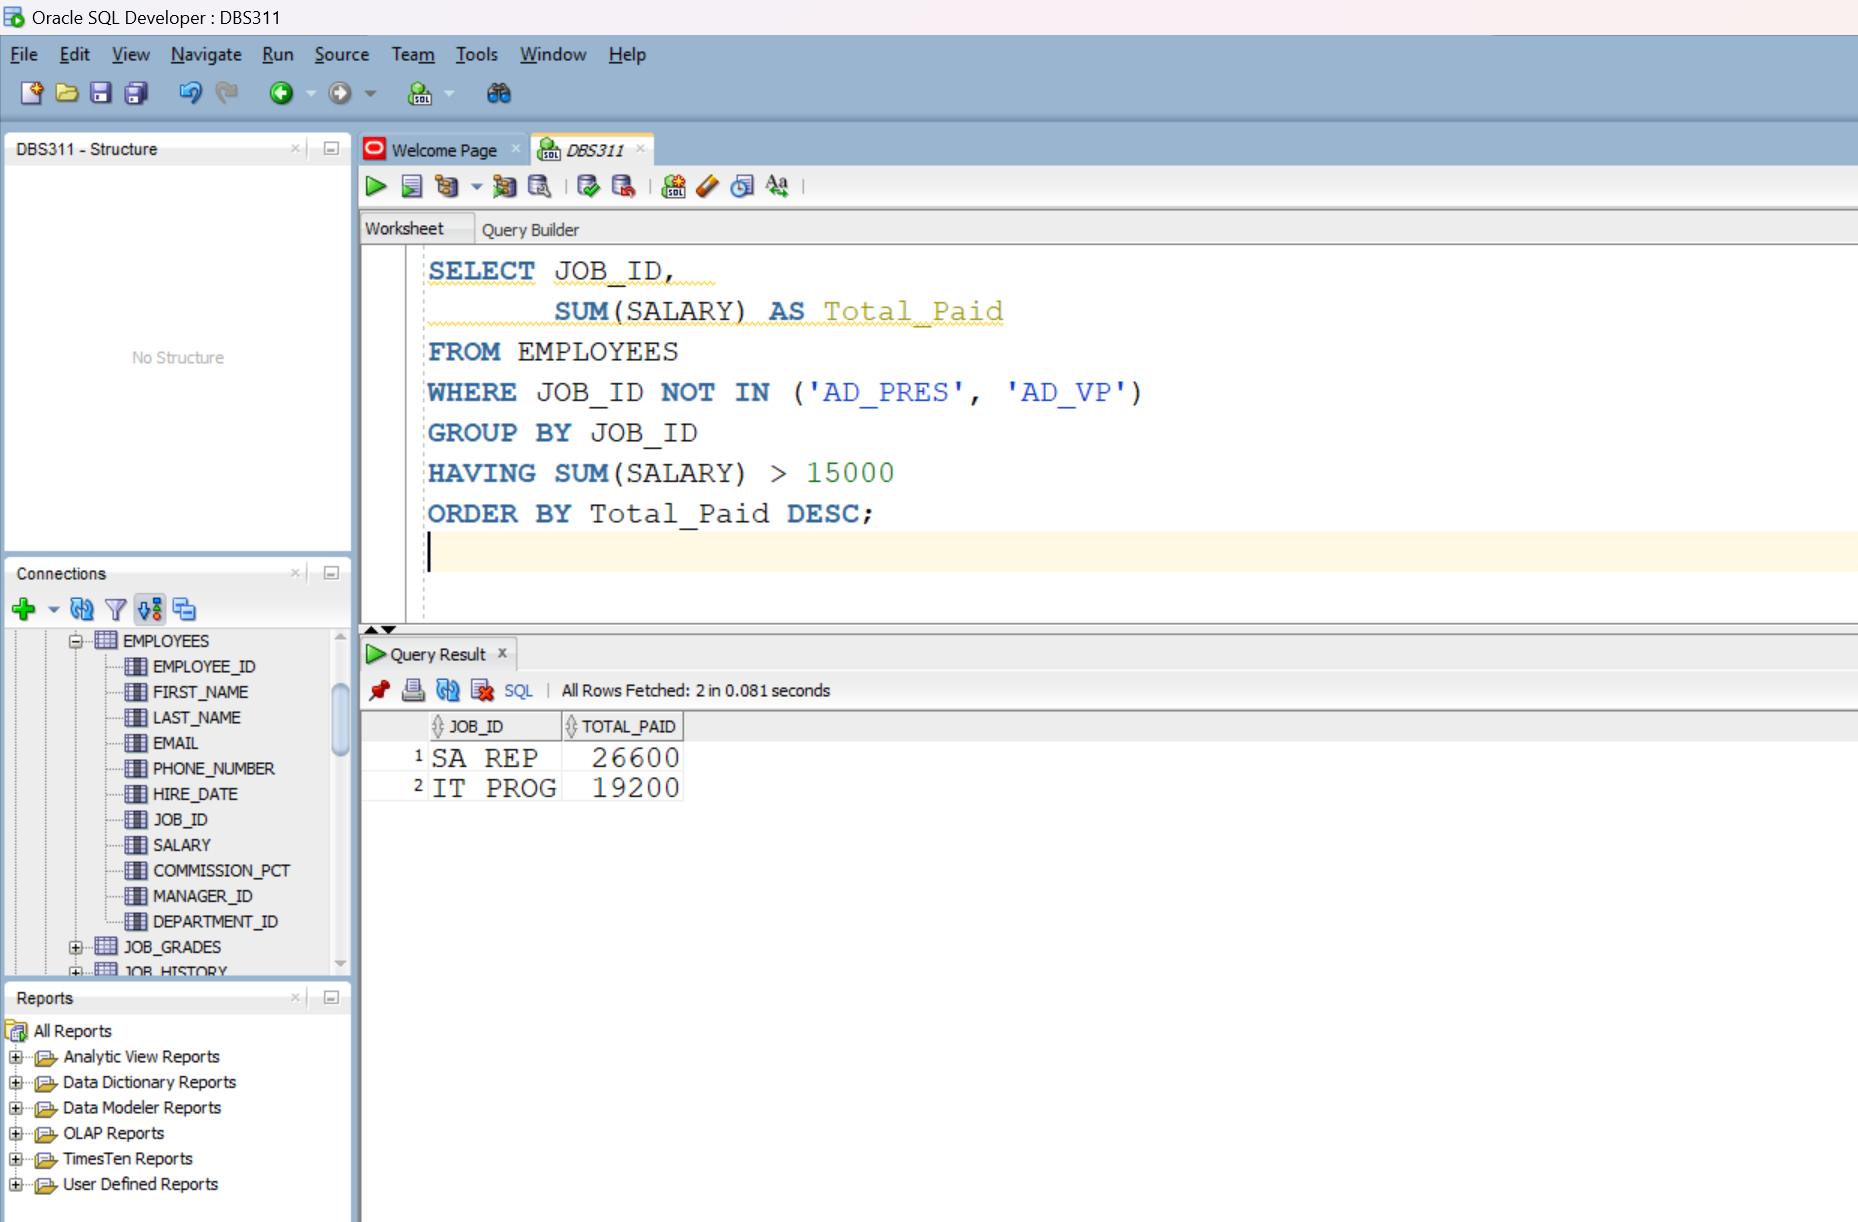 Oracle SQL Developer : DBS311
File Edit View Navigate Run Source Team Tools Window Help
DBS311 - Structure
No Structure
Connections
EMPLOYEES
EMPLOYEE_ID
FIRST_NAME
LAST_NAME
EMAIL
PHONE_NUMBER
HIRE_DATE
JOB_ID
SALARY
COMMISSION_PCT
MANAGER_ID
DEPARTMENT_ID
JOB_GRADES
JOB_HISTORY
Reports
All Reports
Analytic View Reports
Data Dictionary Reports
Data Modeler Reports
OLAP Reports
TimesTen Reports
User Defined Reports
Welcome Page DBS311
Worksheet Query Builder
SELECT JOB_ID,
SUM(SALARY) AS Total_Paid
FROM EMPLOYEES
WHERE JOB_ID NOT IN ('AD_PRES', 'AD_VP')
GROUP BY JOB_ID
HAVING SUM(SALARY) > 15000
ORDER BY Total_Paid DESC;
Query Result
SQL | All Rows Fetched: 2 in 0.081 seconds
JOB_ID TOTAL_PAID
1 SA REP 26600
2 IT PROG 19200